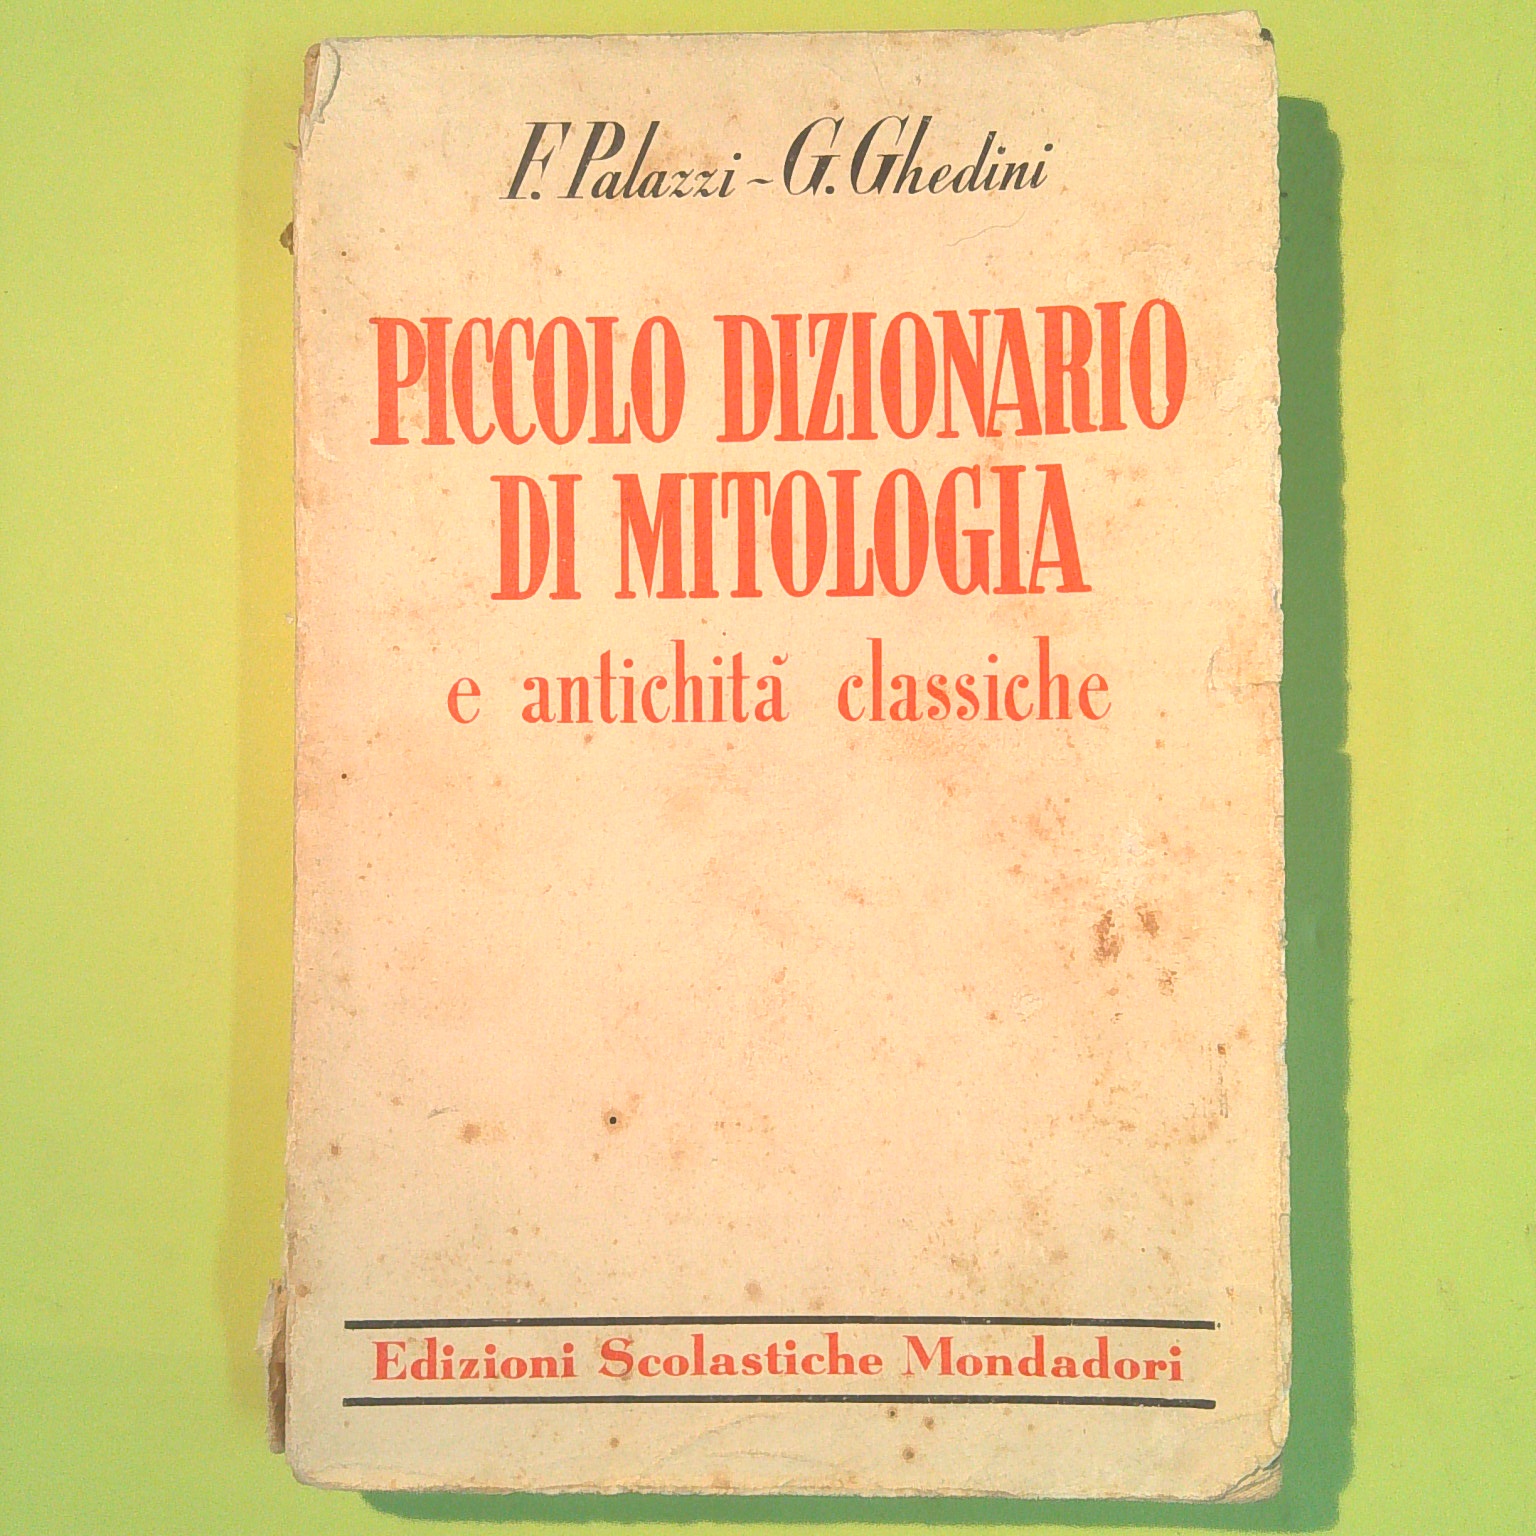 F. Palazzi - G. Ghedini
PICCOLO DIZIONARIO
DI MITOLOGIA
e antichità classiche
Edizioni Scolastiche Mondadori